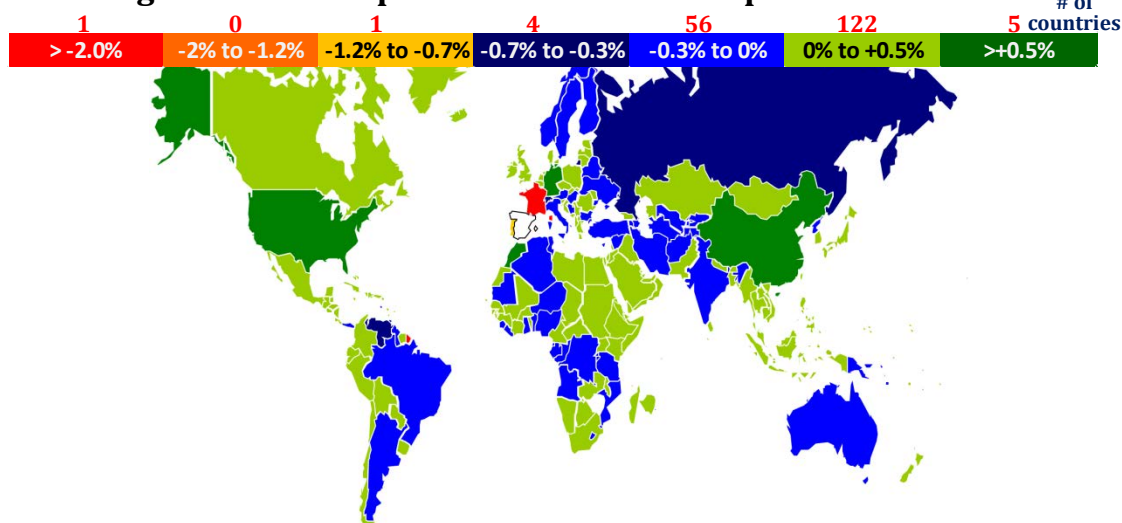 # of
1 0 1 4 56 122 5 countries
> -2.0% -2% to -1.2% -1.2% to -0.7% -0.7% to -0.3% -0.3% to 0% 0% to +0.5% >+0.5%